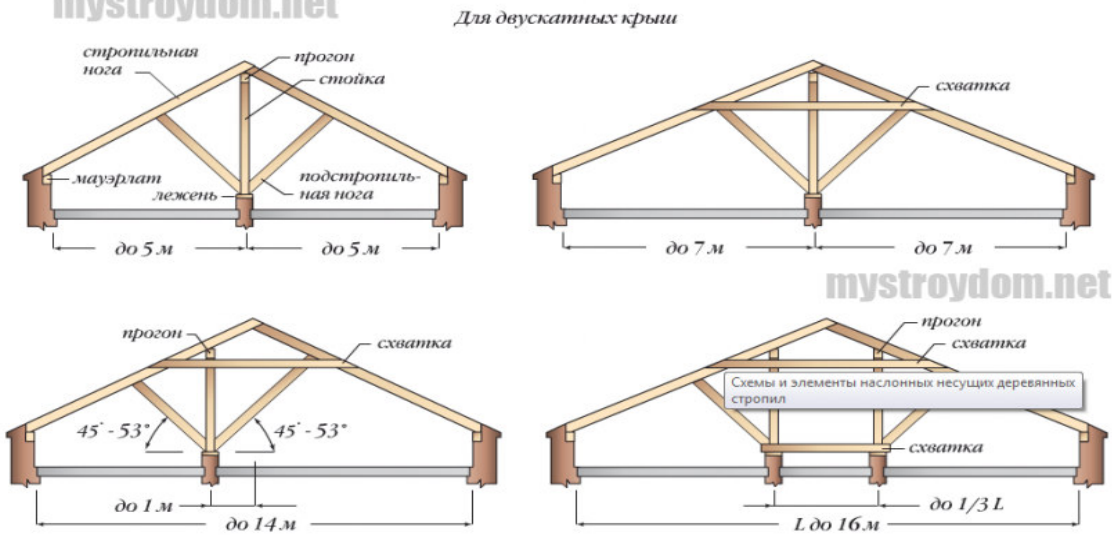 mystroydom.net
Для двускатных крыш
стропильная
нога
прогон
стойка
мауэрлат
лежень
подстропиль-
ная нога
до 5 м
до 5 м
схватка
до 7 м
до 7 м
mystroydom.net
прогон
схватка
45° - 53°
45° - 53°
до 1 м
до 14 м
прогон
схватка
Схемы и элементы наслонных несущих деревянных
стропил
схватка
до 1/3 L
L до 16 м